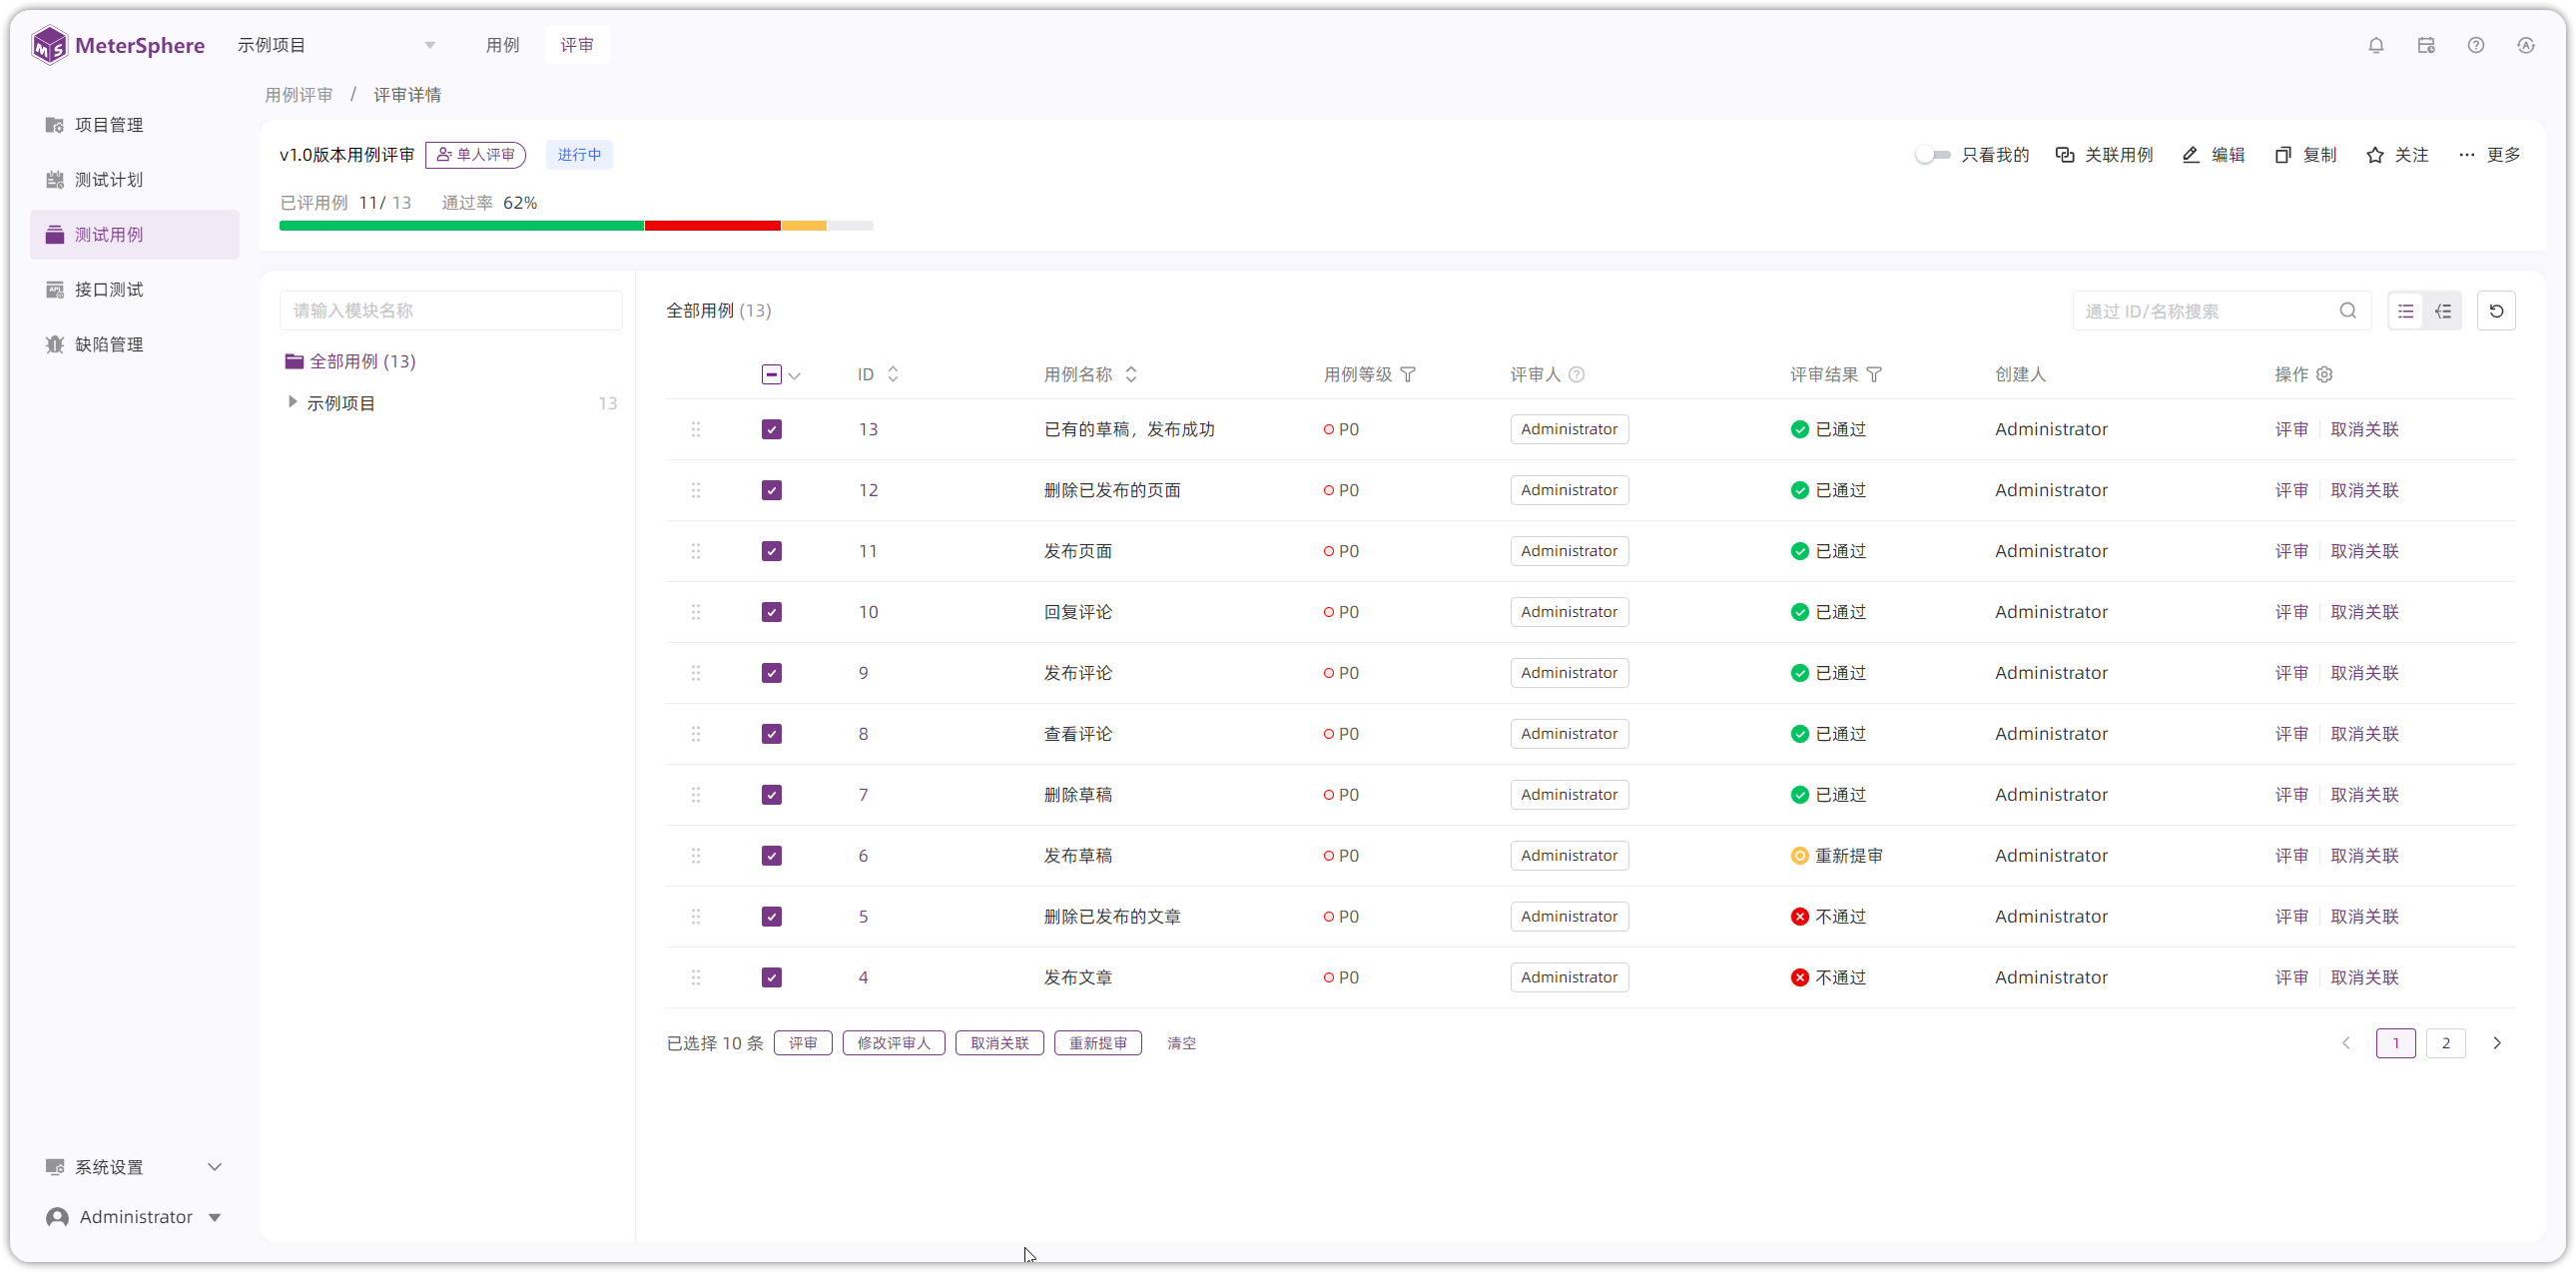 MeterSphere 示例项目 用例 评审
用例评审 / 评审详情
项目管理
测试计划
测试用例
接口测试
缺陷管理
v1.0版本用例评审 单人评审 进行中 只看我的 关联用例 编辑 复制 关注 更多
已评用例 11/ 13 通过率 62%
请输入模块名称
全部用例 (13)
示例项目 13
全部用例 (13) 通过 ID/名称搜索
ID 用例名称 用例等级 评审人 评审结果 创建人 操作
13 已有的草稿，发布成功 P0 Administrator 已通过 Administrator 评审 取消关联
12 删除已发布的页面 P0 Administrator 已通过 Administrator 评审 取消关联
11 发布页面 P0 Administrator 已通过 Administrator 评审 取消关联
10 回复评论 P0 Administrator 已通过 Administrator 评审 取消关联
9 发布评论 P0 Administrator 已通过 Administrator 评审 取消关联
8 查看评论 P0 Administrator 已通过 Administrator 评审 取消关联
7 删除草稿 P0 Administrator 已通过 Administrator 评审 取消关联
6 发布草稿 P0 Administrator 重新提审 Administrator 评审 取消关联
5 删除已发布的文章 P0 Administrator 不通过 Administrator 评审 取消关联
4 发布文章 P0 Administrator 不通过 Administrator 评审 取消关联
已选择 10 条 评审 修改评审人 取消关联 重新提审 清空 1 2
系统设置
Administrator